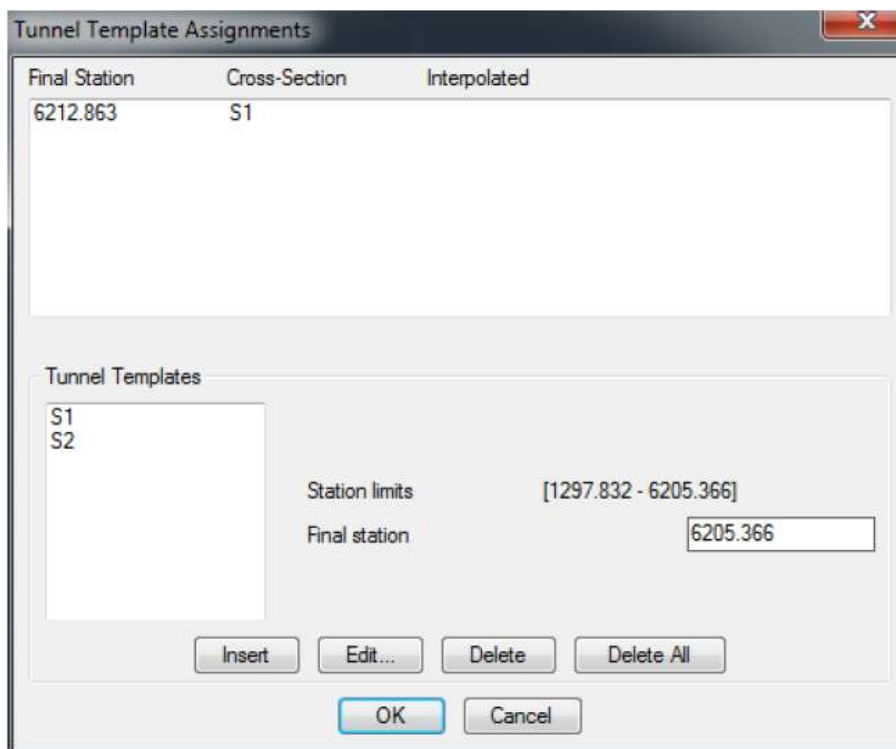 Tunnel Template Assignments
x
Final Station Cross-Section Interpolated
6212.863 S1
Tunnel Templates
S1
S2
Station limits [1297.832 - 6205.366]
Final station 6205.366
Insert Edit... Delete Delete All
OK Cancel